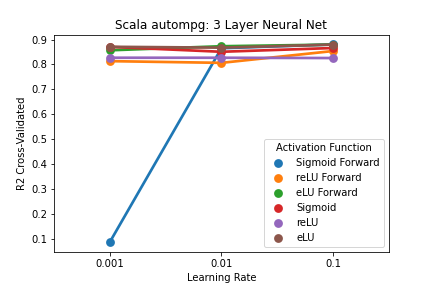 Scala autompg: 3 Layer Neural Net
0.9
0.8
0.7
0.6
0.5
0.4
0.3
0.2
0.1
R2 Cross-Validated
Activation Function
Sigmoid Forward
reLU Forward
eLU Forward
Sigmoid
reLU
eLU
0.001
0.01
0.1
Learning Rate